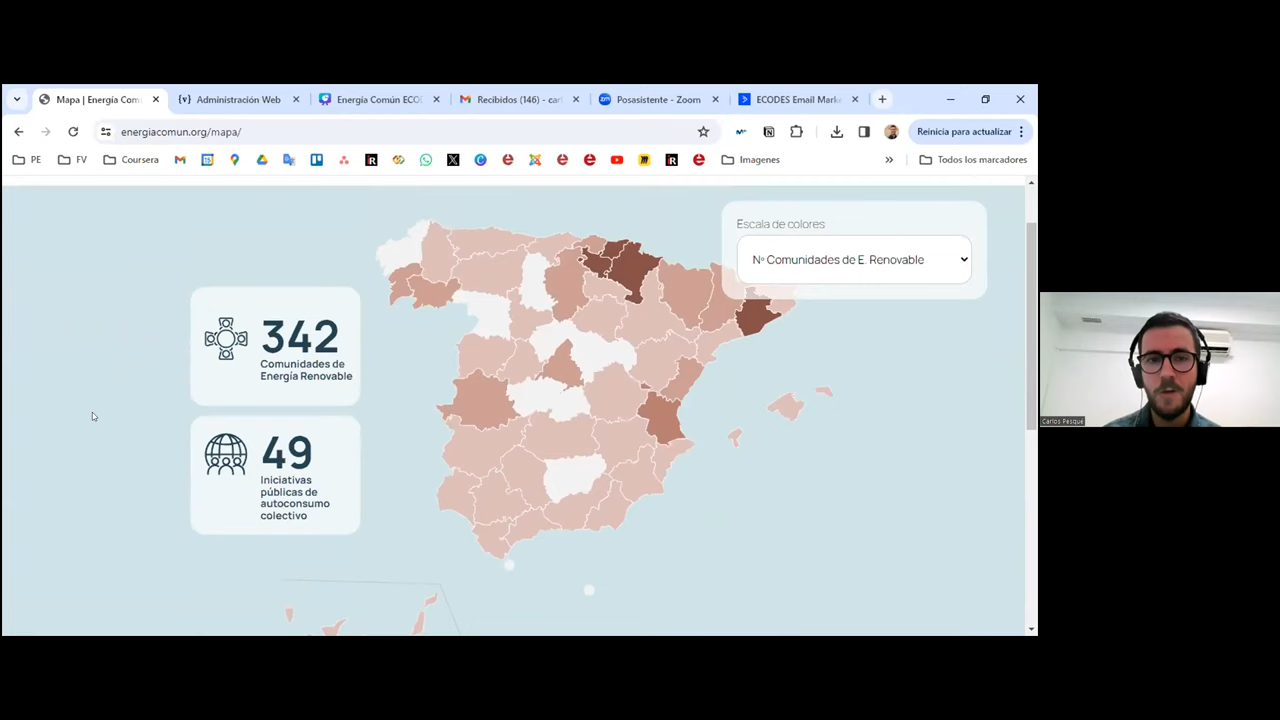 Mapa | Energía Com
Administración Web
Energía Común ECO
Recibidos (146) - car
Posasistente - Zoom
ECODES Email Marke
energiacomun.org/mapa/
Reinicia para actualizar
PE
FV
Coursera
Imagenes
Todos los marcadores
Escala de colores
Nº Comunidades de E. Renovable
342
Comunidades de
Energía Renovable
49
Iniciativas
públicas de
autoconsumo
colectivo
Carlos Pesqué